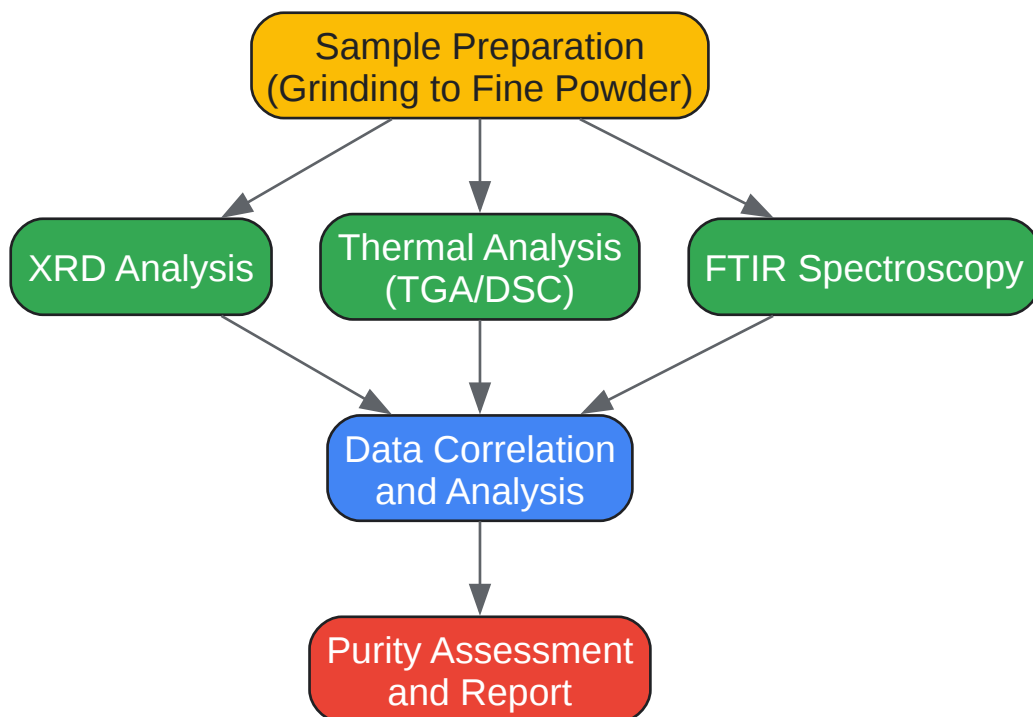 Sample Preparation
(Grinding to Fine Powder)
XRD Analysis
Thermal Analysis
(TGA/DSC)
FTIR Spectroscopy
Data Correlation
and Analysis
Purity Assessment
and Report